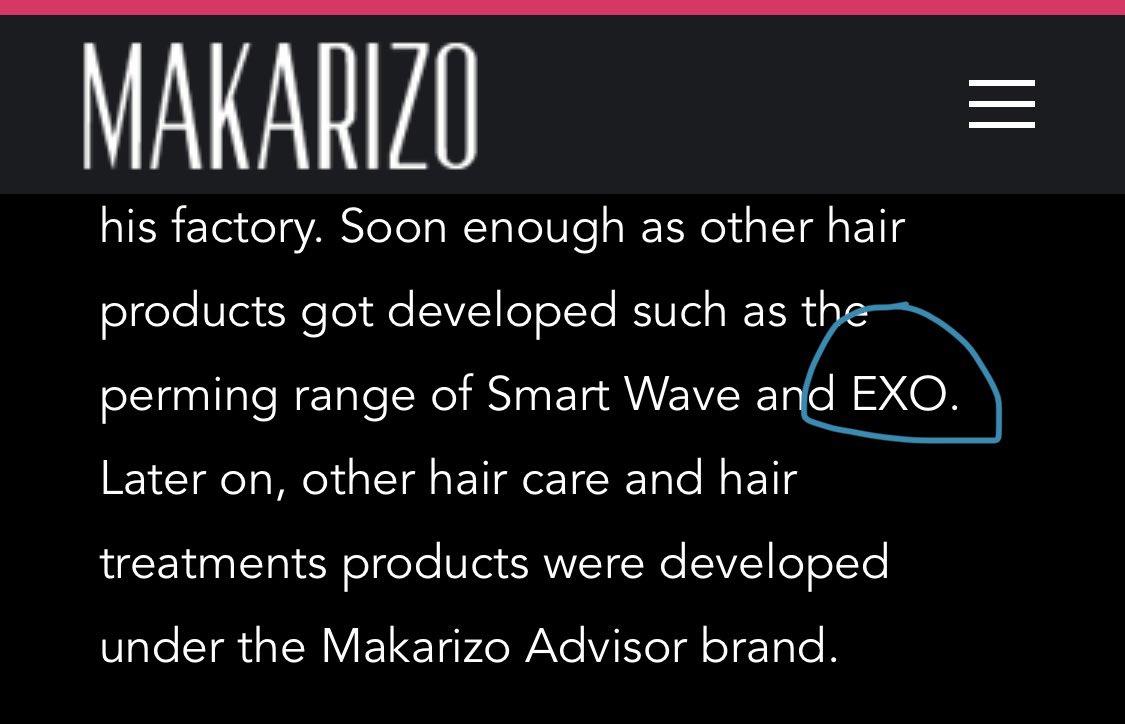 MAKARIZO
his factory. Soon enough as other hair
products got developed such as the
perming range of Smart Wave and EXO.
Later on, other hair care and hair
treatments products were developed
under the Makarizo Advisor brand.